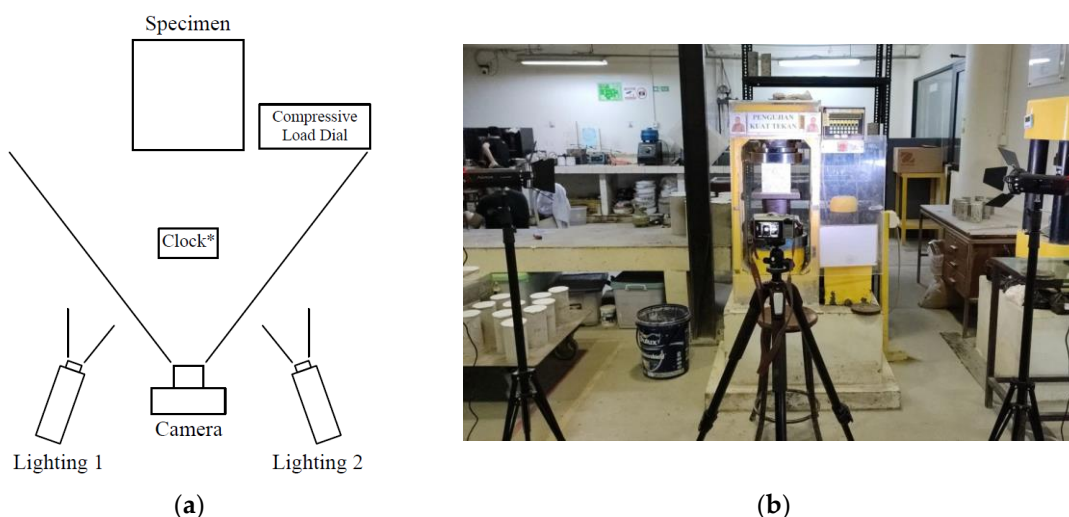 Specimen
Compressive
Load Dial
Clock*
Camera
Lighting 1
Lighting 2
(a)
PENGUJIAN
KUAT TEKAN
(b)